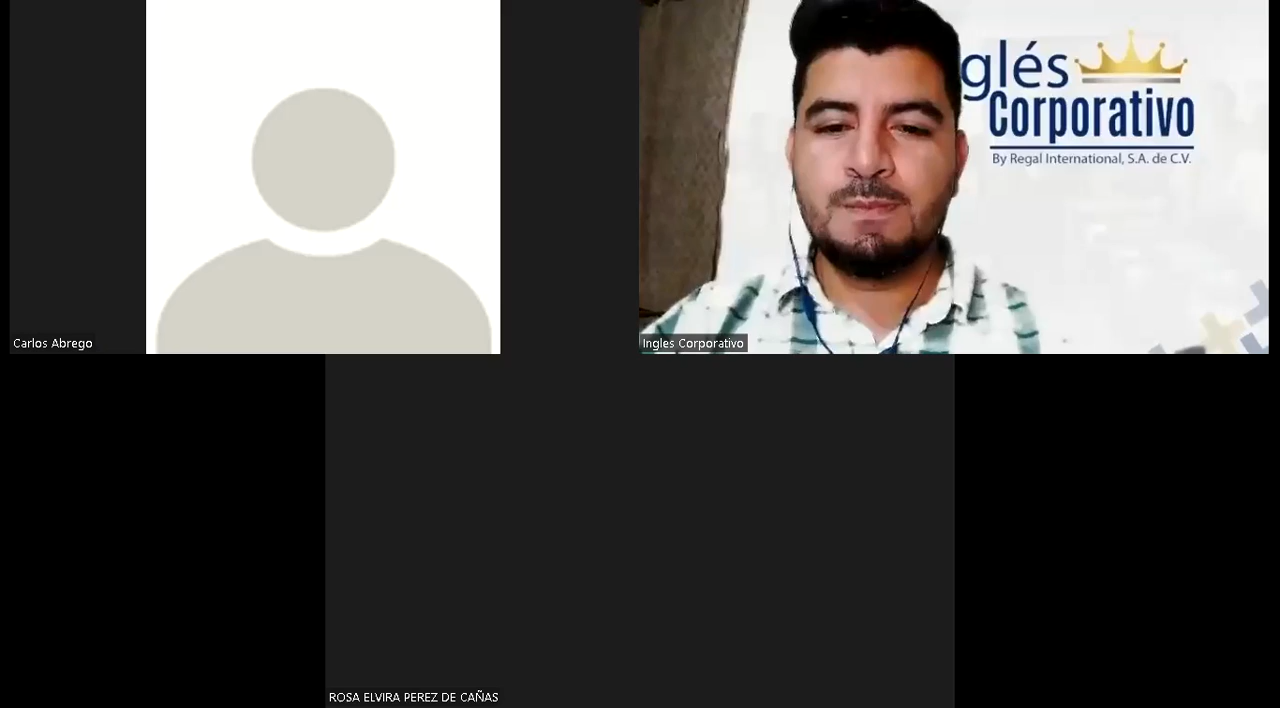 glés
Corporativo
By Regal International, S.A. de C.V.
Carlos Abrego
Ingles Corporativo
ROSA ELVIRA PEREZ DE CAÑAS